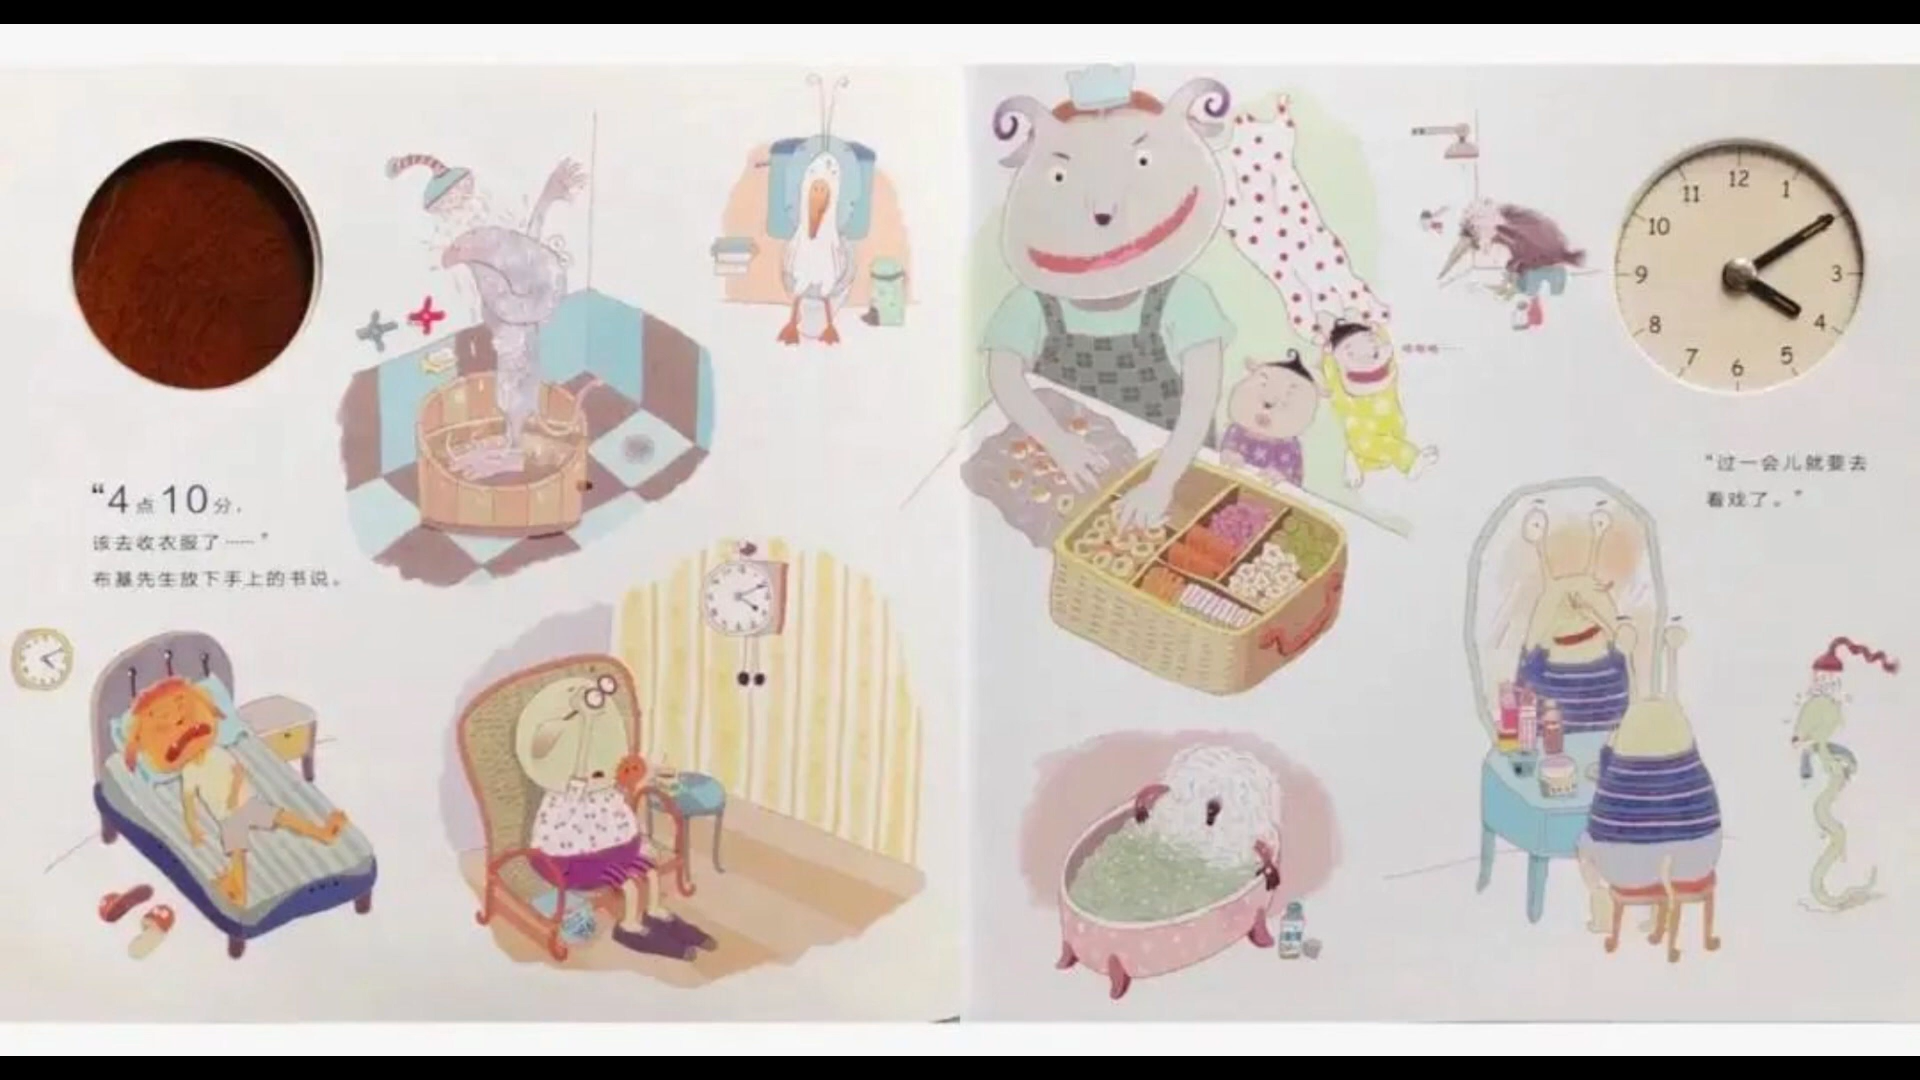 “4点10分，
该去收衣服了……”
布基先生放下手上的书说。
12
1
11
10
9
3
8
4
7
5
6
“过一会儿就要去
看戏了。”